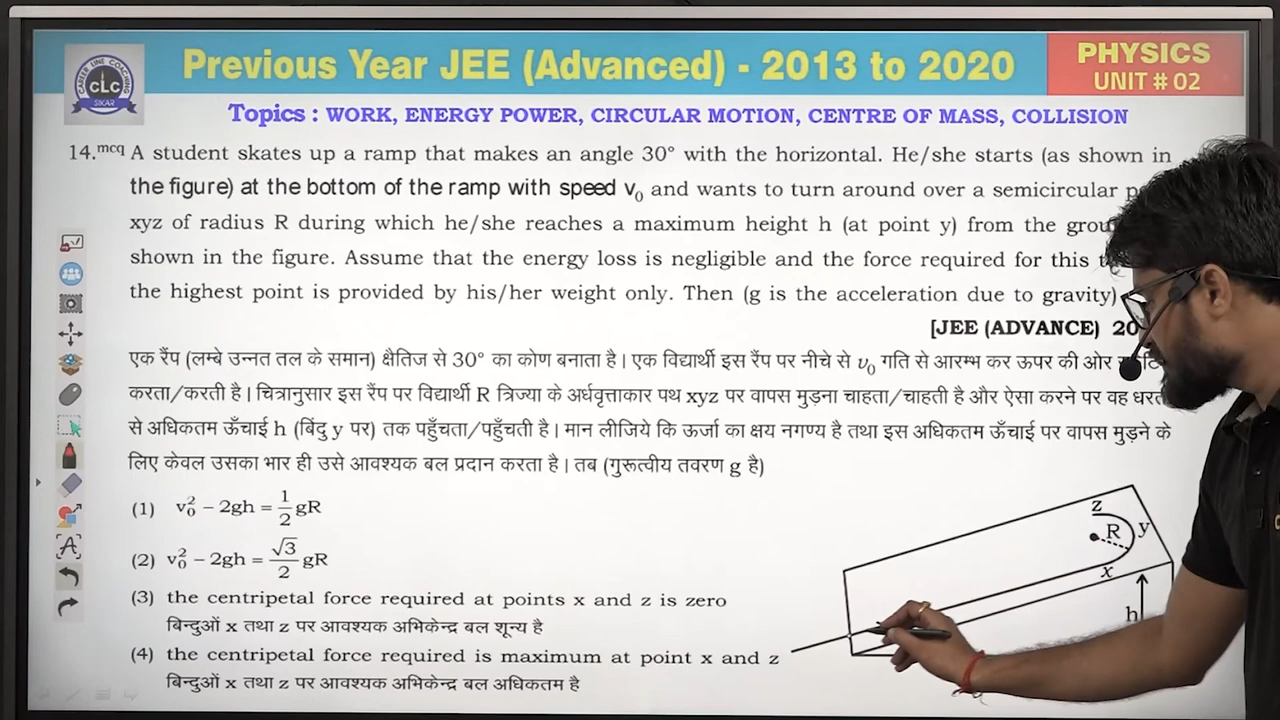 CAREER LINE COACHING
CLC
SIKAR
Previous Year JEE (Advanced) - 2013 to 2020
PHYSICS
UNIT # 02
Topics : WORK, ENERGY POWER, CIRCULAR MOTION, CENTRE OF MASS, COLLISION
14.mcq A student skates up a ramp that makes an angle 30° with the horizontal. He/she starts (as shown in
the figure) at the bottom of the ramp with speed v₀ and wants to turn around over a semicircular
xyz of radius R during which he/she reaches a maximum height h (at point y) from the
shown in the figure. Assume that the energy loss is negligible and the force required for this
the highest point is provided by his/her weight only. Then (g is the acceleration due to gravity)
[JEE (ADVANCE) 20
एक रैंप (लम्बे उन्नत तल के समान) क्षैतिज से 30° का कोण बनाता है। एक विद्यार्थी इस रैंप पर नीचे से v₀ गति से आरम्भ कर ऊपर की ओर
करता/करती है। चित्रानुसार इस रैंप पर विद्यार्थी R त्रिज्या के अर्धवृत्ताकार पथ xyz पर वापस मुड़ना चाहता/चाहती है और ऐसा करने पर वह
से अधिकतम ऊँचाई h (बिंदु y पर) तक पहुँचता/पहुँचती है। मान लीजिये कि ऊर्जा का क्षय नगण्य है तथा इस अधिकतम ऊँचाई पर वापस मुड़ने के
लिए केवल उसका भार ही उसे आवश्यक बल प्रदान करता है। तब (गुरूत्वीय तवरण g है)
(1) v₀² – 2gh = 1/2 gR
(2) v₀² – 2gh = √3/2 gR
(3) the centripetal force required at points x and z is zero
बिन्दुओं x तथा z पर आवश्यक अभिकेन्द्र बल शून्य है
(4) the centripetal force required is maximum at point x and z
बिन्दुओं x तथा z पर आवश्यक अभिकेन्द्र बल अधिकतम है
z
R
y
x
h
A